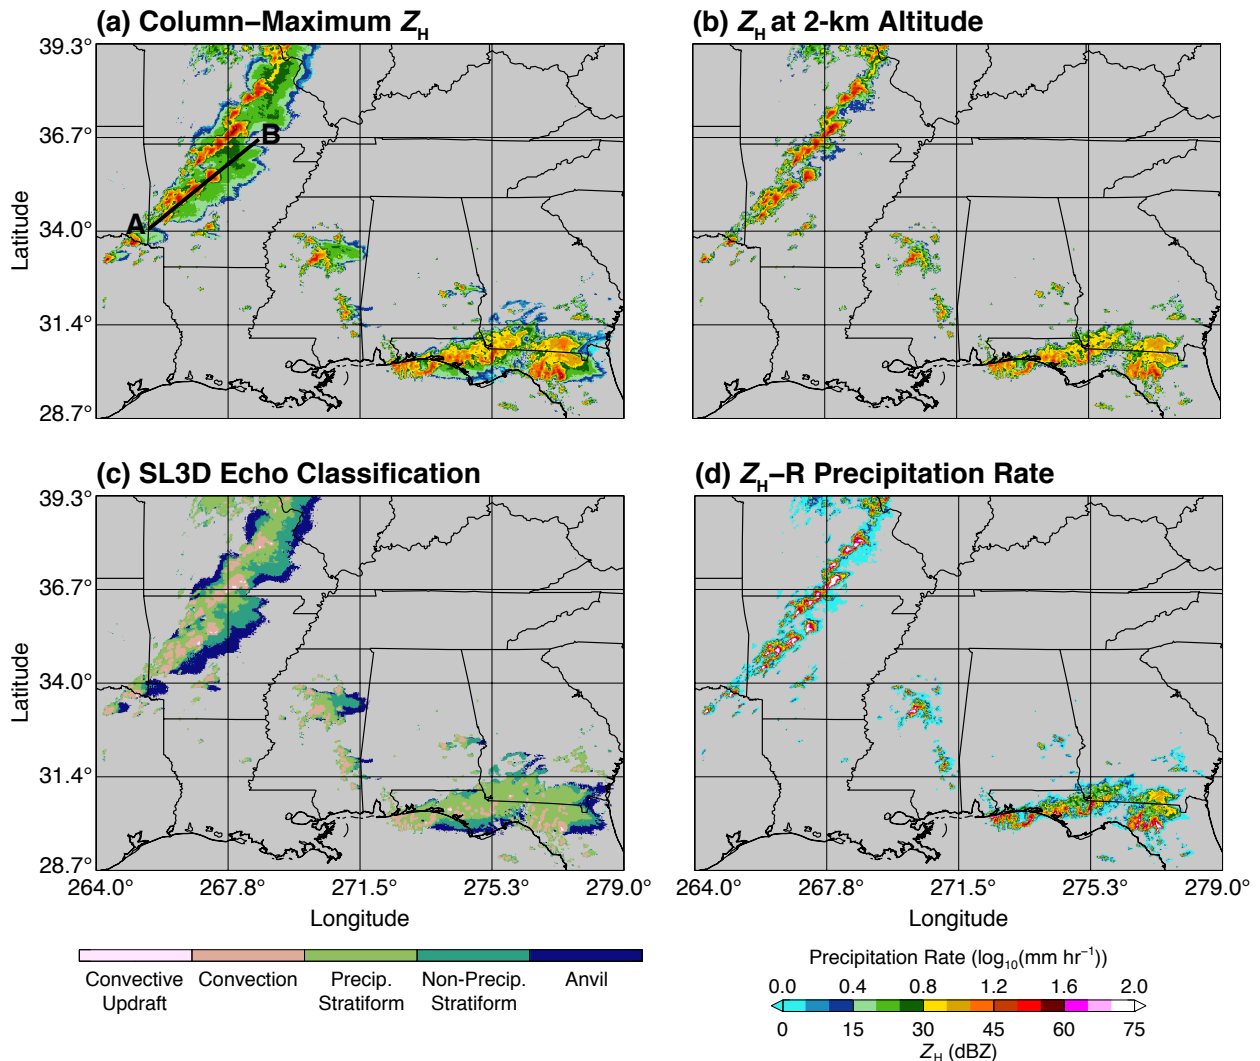 (a) Column–Maximum Z_H
(b) Z_H at 2-km Altitude
39.3°
36.7°
34.0°
31.4°
28.7°
Latitude
A
B
(c) SL3D Echo Classification
(d) Z_H–R Precipitation Rate
39.3°
36.7°
34.0°
31.4°
28.7°
Latitude
264.0° 267.8° 271.5° 275.3° 279.0°
264.0° 267.8° 271.5° 275.3° 279.0°
Longitude
Longitude
Convective Updraft
Convection
Precip. Stratiform
Non-Precip. Stratiform
Anvil
Precipitation Rate (log₁₀(mm hr⁻¹))
0.0 0.4 0.8 1.2 1.6 2.0
0 15 30 45 60 75
Z_H (dBZ)